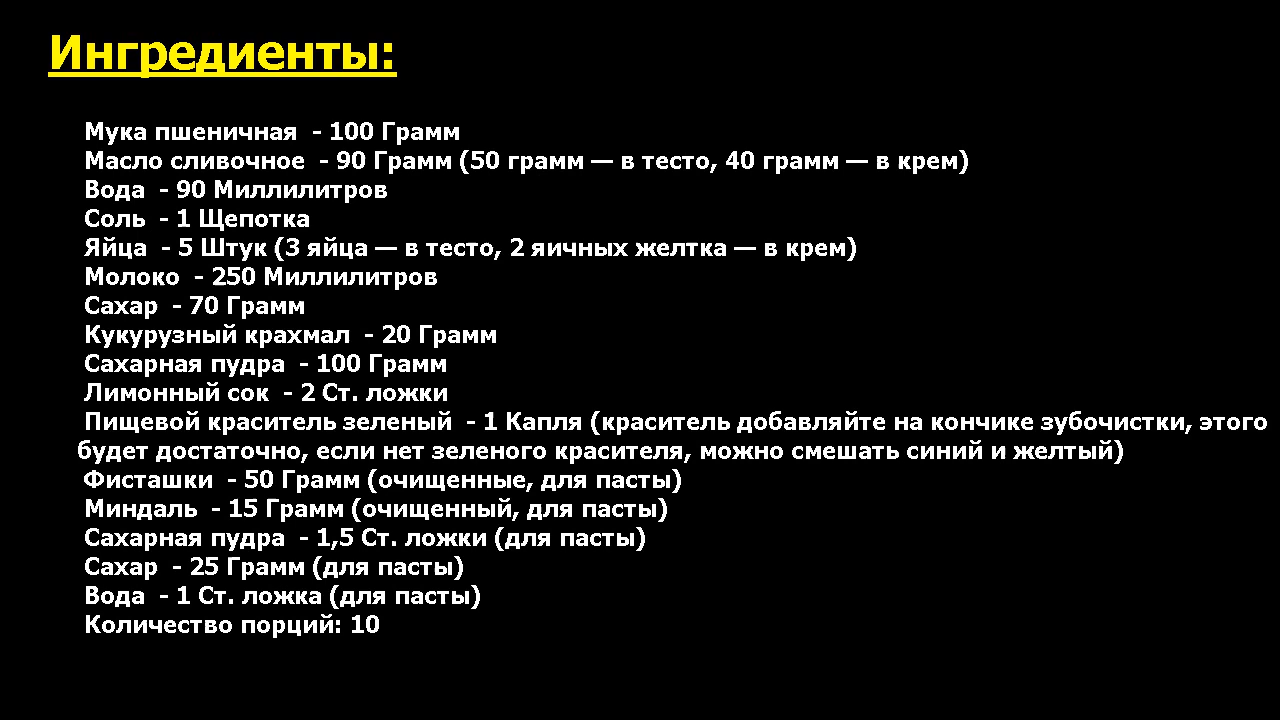 Ингредиенты:
Мука пшеничная - 100 Грамм
Масло сливочное - 90 Грамм (50 грамм — в тесто, 40 грамм — в крем)
Вода - 90 Миллилитров
Соль - 1 Щепотка
Яйца - 5 Штук (3 яйца — в тесто, 2 яичных желтка — в крем)
Молоко - 250 Миллилитров
Сахар - 70 Грамм
Кукурузный крахмал - 20 Грамм
Сахарная пудра - 100 Грамм
Лимонный сок - 2 Ст. ложки
Пищевой краситель зеленый - 1 Капля (краситель добавляйте на кончике зубочистки, этого
будет достаточно, если нет зеленого красителя, можно смешать синий и желтый)
Фисташки - 50 Грамм (очищенные, для пасты)
Миндаль - 15 Грамм (очищенный, для пасты)
Сахарная пудра - 1,5 Ст. ложки (для пасты)
Сахар - 25 Грамм (для пасты)
Вода - 1 Ст. ложка (для пасты)
Количество порций: 10